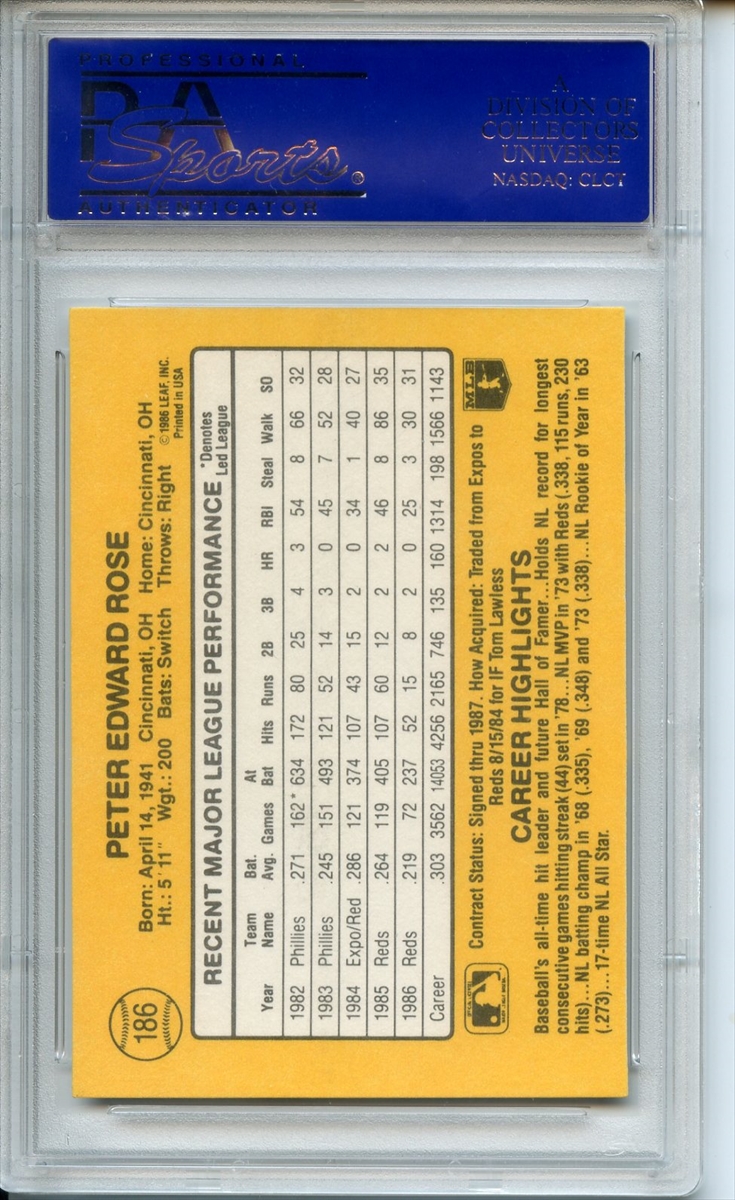 PROFESSIONAL
PSA
Sports®
AUTHENTICATOR
A
DIVISION OF
COLLECTORS
UNIVERSE
NASDAQ: CLCT
186
PETER EDWARD ROSE
Born: April 14, 1941 Cincinnati, OH Home: Cincinnati, OH
Ht.: 5' 11" Wgt.: 200 Bats: Switch Throws: Right
© 1986 LEAF, INC.
Printed in USA
RECENT MAJOR LEAGUE PERFORMANCE
*Denotes
Led League
Year Team Name Bat. Avg. Games At Bat Hits Runs 2B 3B HR RBI Steal Walk SO
1982 Phillies .271 162* 634 172 80 25 4 3 54 8 66 32
1983 Phillies .245 151 493 121 52 14 3 0 45 7 52 28
1984 Expo/Red .286 121 374 107 43 15 2 0 34 1 40 27
1985 Reds .264 119 405 107 60 12 2 2 46 8 86 35
1986 Reds .219 72 237 52 15 8 2 0 25 3 30 31
Career .303 3562 14053 4256 2165 746 135 160 1314 198 1566 1143
Contract Status: Signed thru 1987. How Acquired: Traded from Expos to
Reds 8/15/84 for IF Tom Lawless
MLB
CAREER HIGHLIGHTS
Baseball's all-time hit leader and future Hall of Famer...Holds NL record for longest
consecutive games hitting streak (44) set in '78...NL MVP in '73 with Reds (.338, 115 runs, 230
hits)...NL batting champ in '68 (.335), '69 (.348) and '73 (.338)...NL Rookie of Year in '63
(.273)...17-time NL All Star.